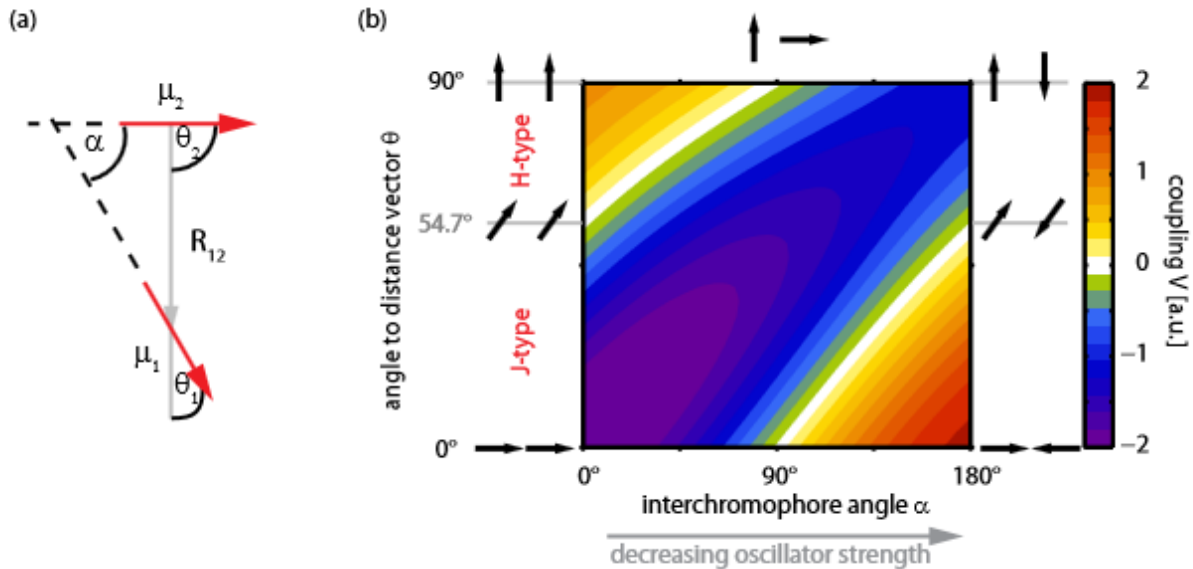 (a)
μ2
α
θ2
R12
μ1
θ1
(b)
90°
54.7°
0°
angle to distance vector θ
H-type
J-type
0°
90°
180°
interchromophore angle α
decreasing oscillator strength
2
1
0
−1
−2
coupling V [a.u.]